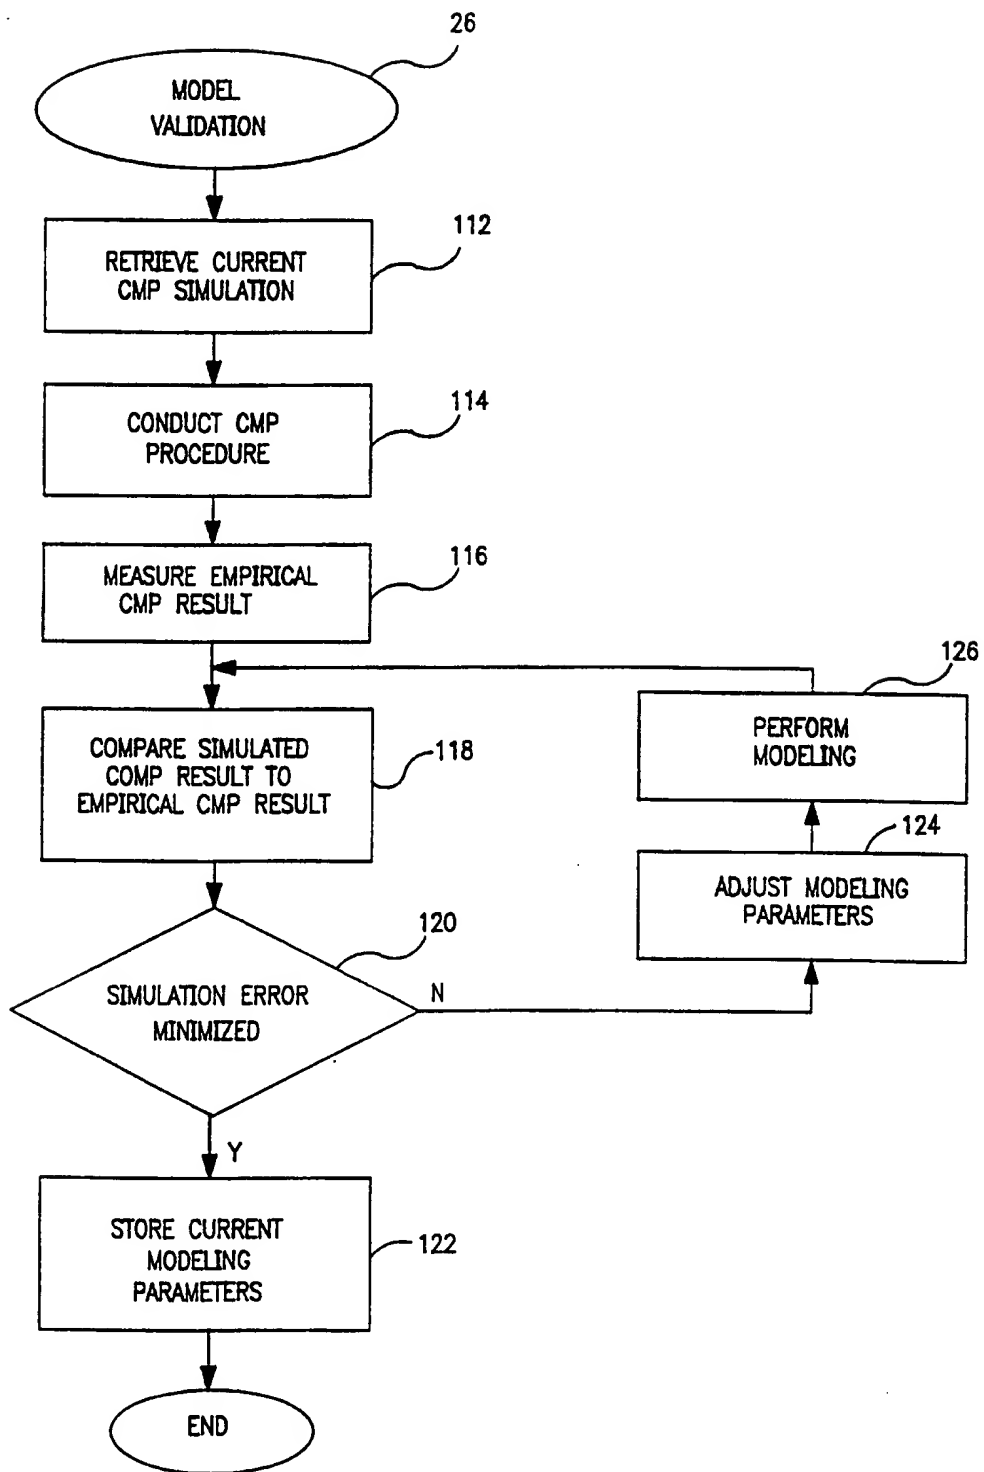 26
MODEL
VALIDATION
112
RETRIEVE CURRENT
CMP SIMULATION
114
CONDUCT CMP
PROCEDURE
116
MEASURE EMPIRICAL
CMP RESULT
126
PERFORM
MODELING
118
COMPARE SIMULATED
COMP RESULT TO
EMPIRICAL CMP RESULT
124
ADJUST MODELING
PARAMETERS
120
SIMULATION ERROR
MINIMIZED
N
Y
STORE CURRENT
MODELING
PARAMETERS
122
END